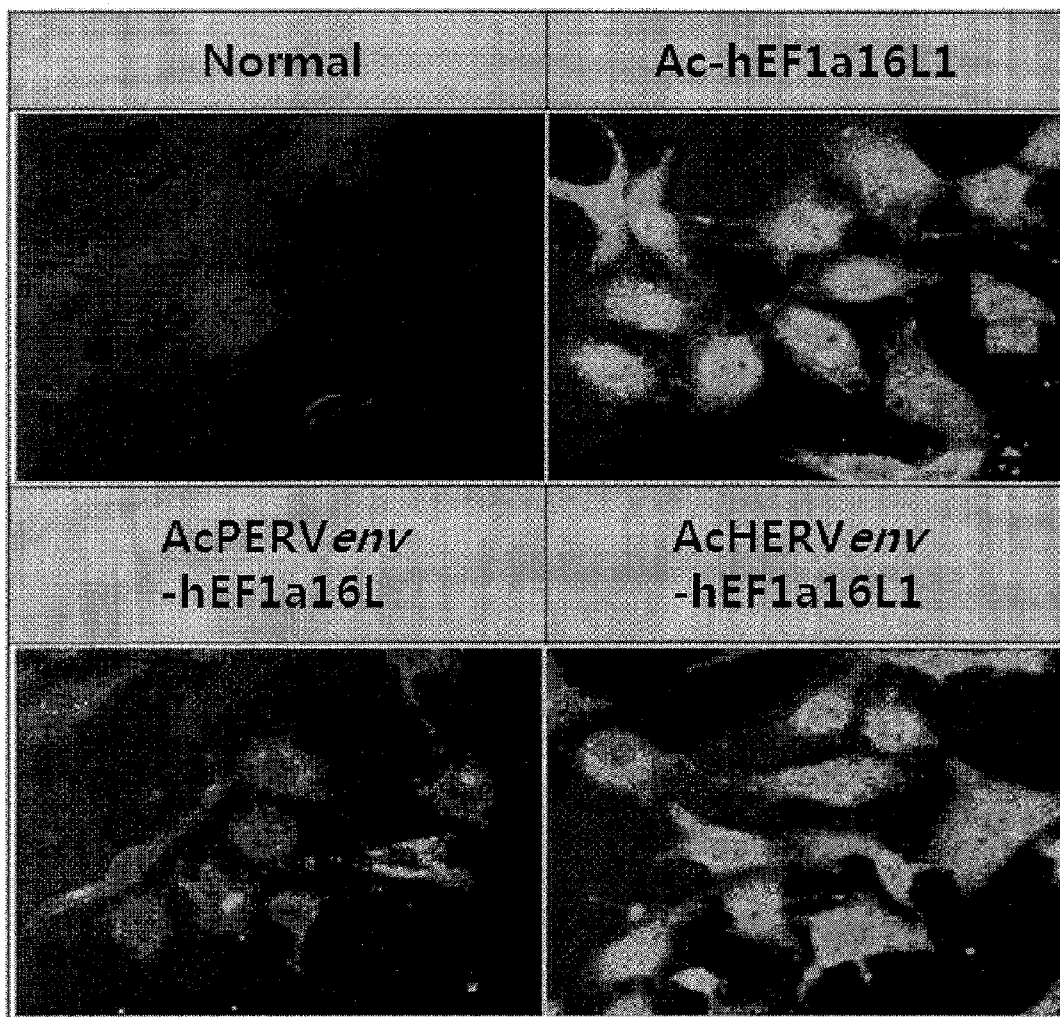 Normal
Ac-hEF1a16L1
AcPERVenv
-hEF1a16L
AcHERVenv
-hEF1a16L1